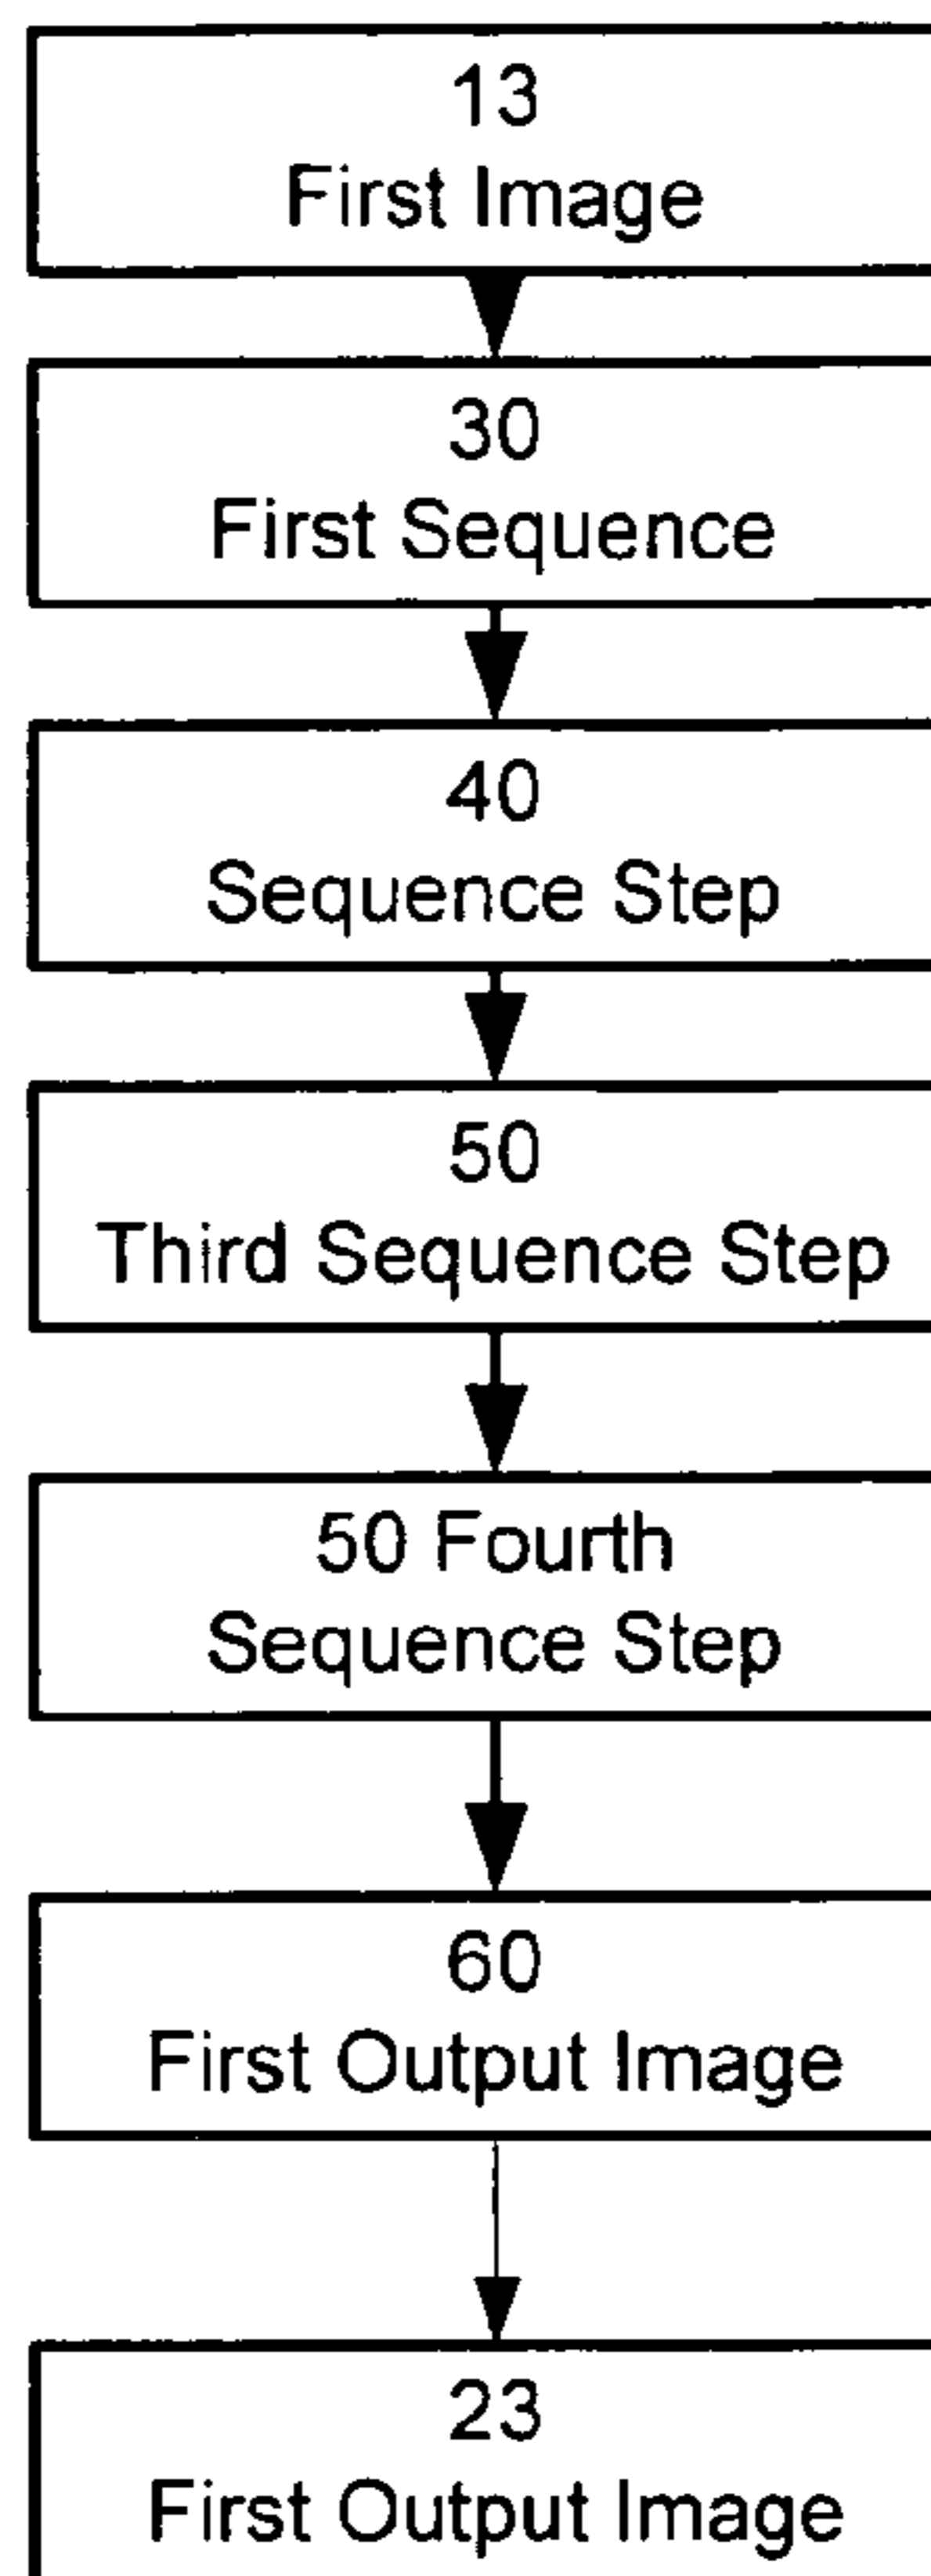 13
First Image
30
First Sequence
40
Sequence Step
50
Third Sequence Step
50 Fourth
Sequence Step
60
First Output Image
23
First Output Image